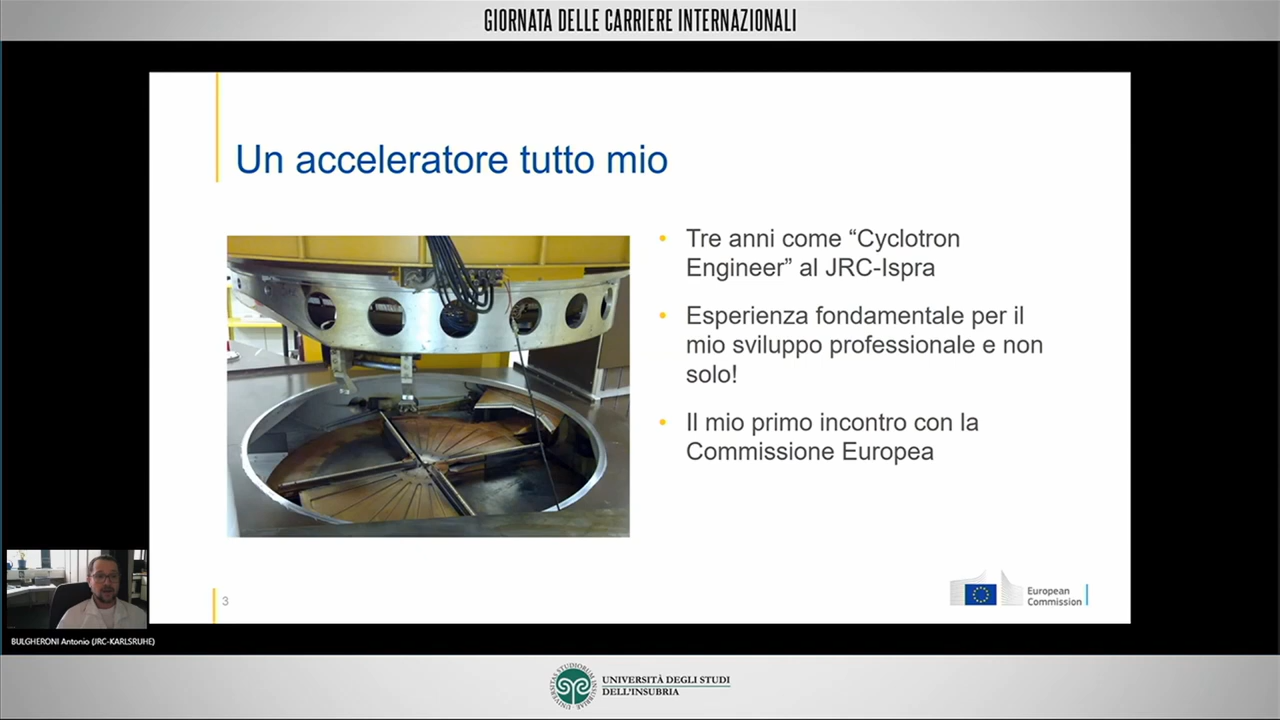 GIORNATA DELLE CARRIERE INTERNAZIONALI
Un acceleratore tutto mio
• Tre anni come “Cyclotron
Engineer” al JRC-Ispra
• Esperienza fondamentale per il
mio sviluppo professionale e non
solo!
• Il mio primo incontro con la
Commissione Europea
3
European
Commission
BULGHERONI Antonio (JRC-KARLSRUHE)
UNIVERSITÀ DEGLI STUDI
DELL'INSUBRIA